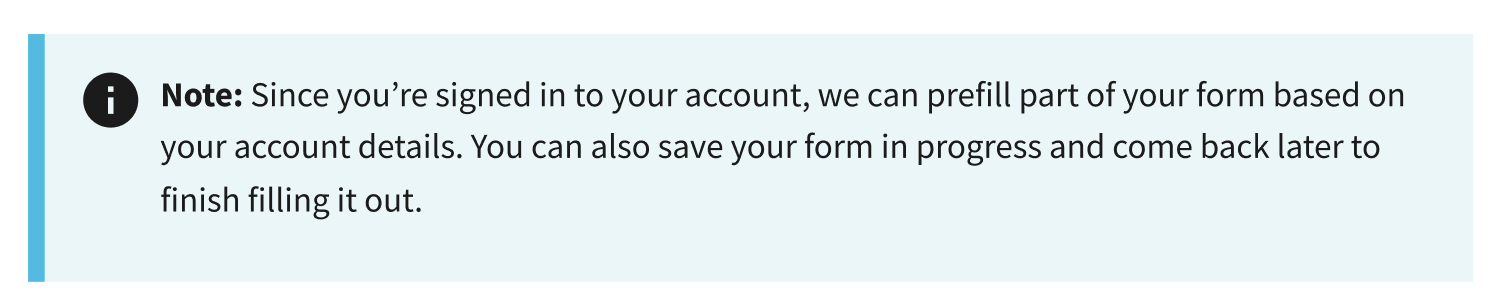 Note: Since you’re signed in to your account, we can prefill part of your form based on
your account details. You can also save your form in progress and come back later to
finish filling it out.